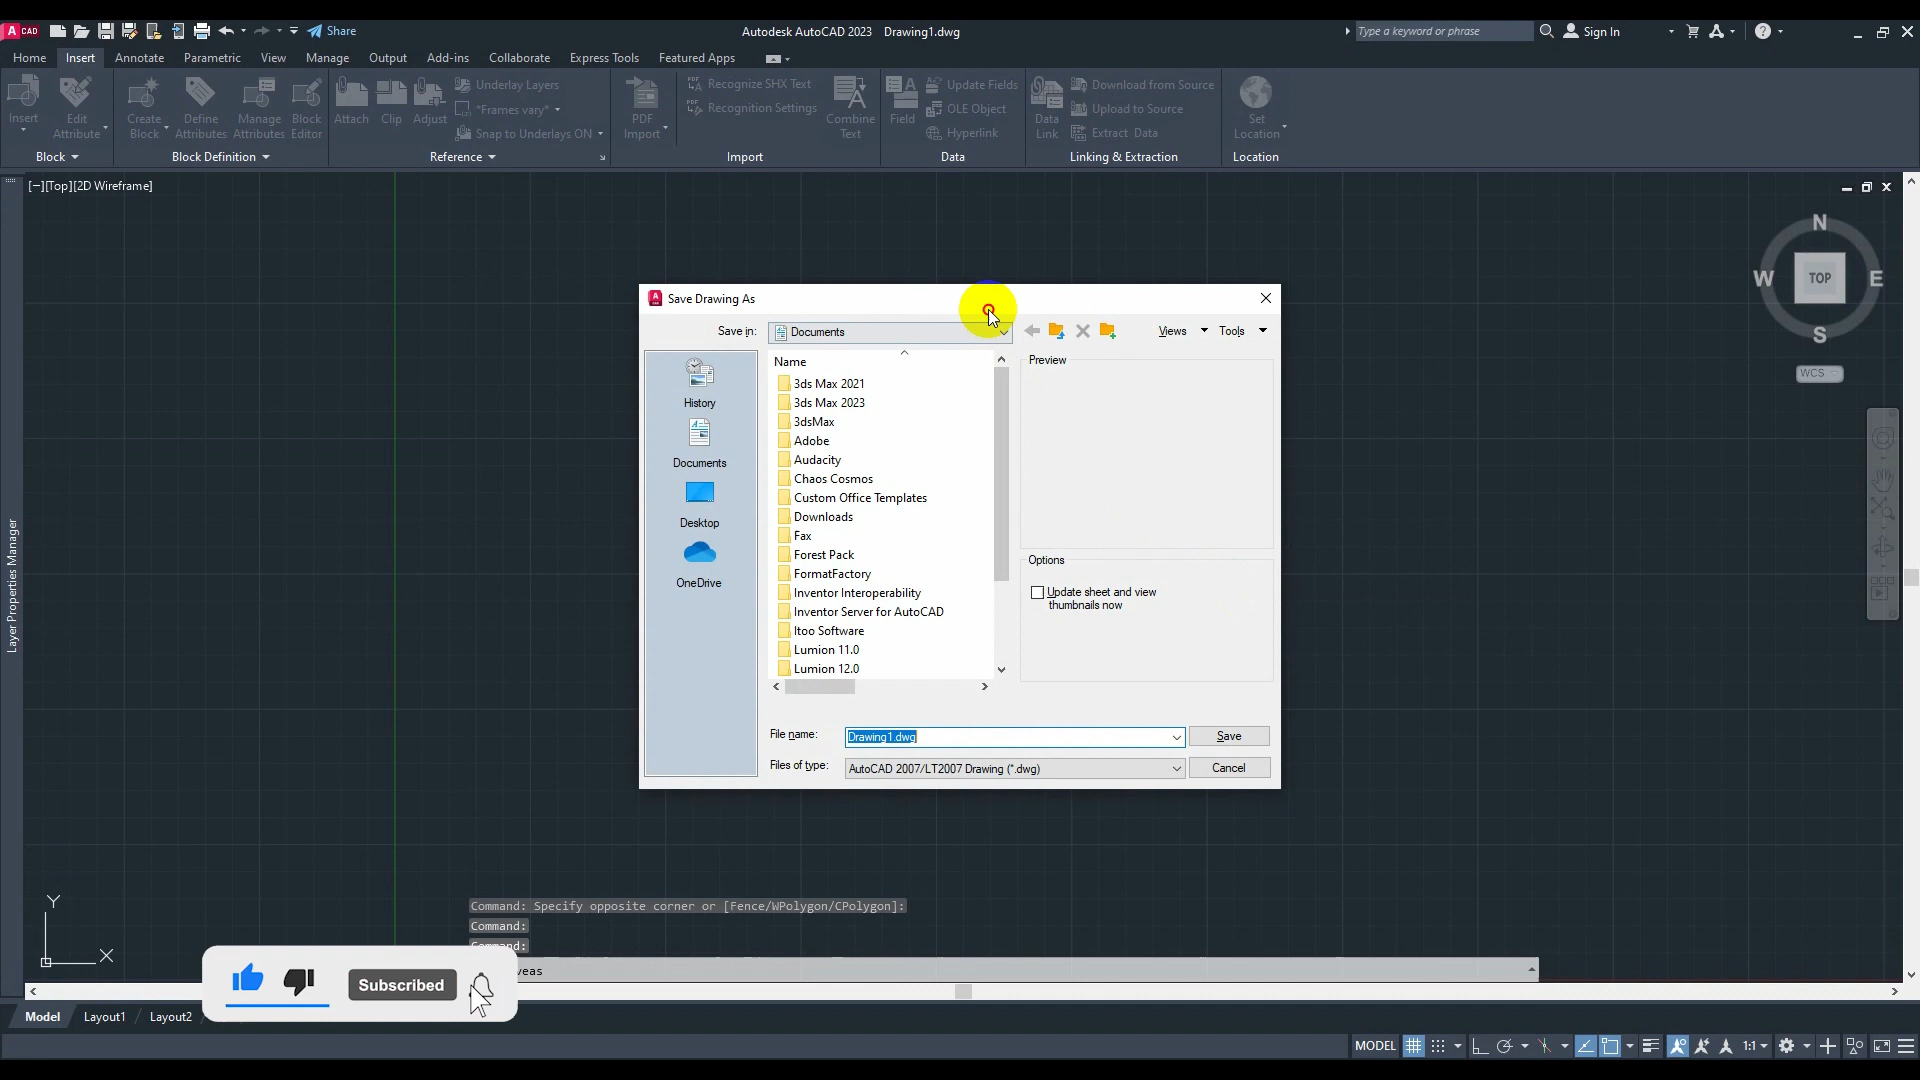 A CAD Share Autodesk AutoCAD 2023 Drawing1.dwg Type a keyword or phrase Sign In
Home Insert Annotate Parametric View Manage Output Add-ins Collaborate Express Tools Featured Apps
Insert
Edit
Attribute
Block
Create
Block
Define
Attributes
Manage
Attributes
Block
Editor
Block Definition
Attach
Clip
Adjust
Underlay Layers
*Frames vary*
Snap to Underlays ON
Reference
PDF
Import
Recognize SHX Text
Recognition Settings
Combine
Text
Import
Field
Update Fields
OLE Object
Hyperlink
Data
Data
Link
Download from Source
Upload to Source
Extract Data
Linking & Extraction
Set
Location
Location
[−][Top][2D Wireframe]
N
W TOP E
S
WCS
Layer Properties Manager
Save Drawing As
Save in: Documents Views Tools
History
Documents
Desktop
OneDrive
Name
3ds Max 2021
3ds Max 2023
3dsMax
Adobe
Audacity
Chaos Cosmos
Custom Office Templates
Downloads
Fax
Forest Pack
FormatFactory
Inventor Interoperability
Inventor Server for AutoCAD
Itoo Software
Lumion 11.0
Lumion 12.0
Preview
Options
Update sheet and view
thumbnails now
File name: Drawing1.dwg Save
Files of type: AutoCAD 2007/LT2007 Drawing (*.dwg) Cancel
Command: Specify opposite corner or [Fence/WPolygon/CPolygon]:
Command:
Command:
veas
Y
X
Subscribed
Model Layout1 Layout2
MODEL 1:1